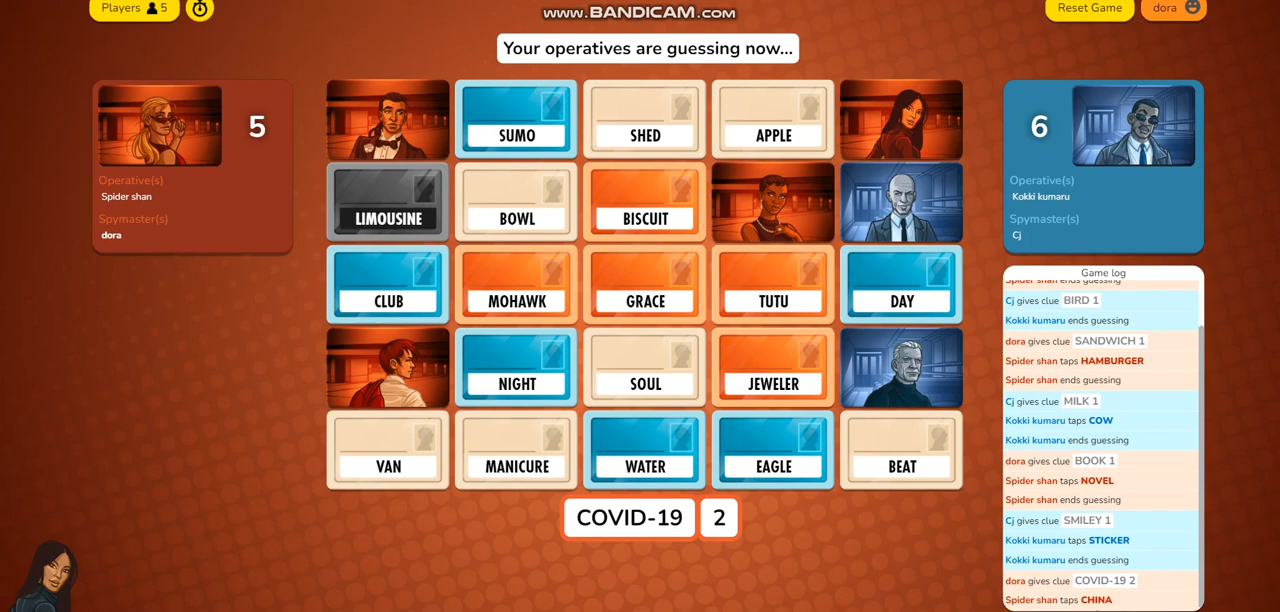 Players 5
www.BANDICAM.com
Reset Game
dora
Your operatives are guessing now...
5
Operative(s)
Spider shan
Spymaster(s)
dora
SUMO
SHED
APPLE
LIMOUSINE
BOWL
BISCUIT
CLUB
MOHAWK
GRACE
TUTU
DAY
NIGHT
SOUL
JEWELER
VAN
MANICURE
WATER
EAGLE
BEAT
COVID-19 2
6
Operative(s)
Kokki kumaru
Spymaster(s)
Cj
Game log
Spider shan ends guessing
Cj gives clue BIRD 1
Kokki kumaru ends guessing
dora gives clue SANDWICH 1
Spider shan taps HAMBURGER
Spider shan ends guessing
Cj gives clue MILK 1
Kokki kumaru taps COW
Kokki kumaru ends guessing
dora gives clue BOOK 1
Spider shan taps NOVEL
Spider shan ends guessing
Cj gives clue SMILEY 1
Kokki kumaru taps STICKER
Kokki kumaru ends guessing
dora gives clue COVID-19 2
Spider shan taps CHINA